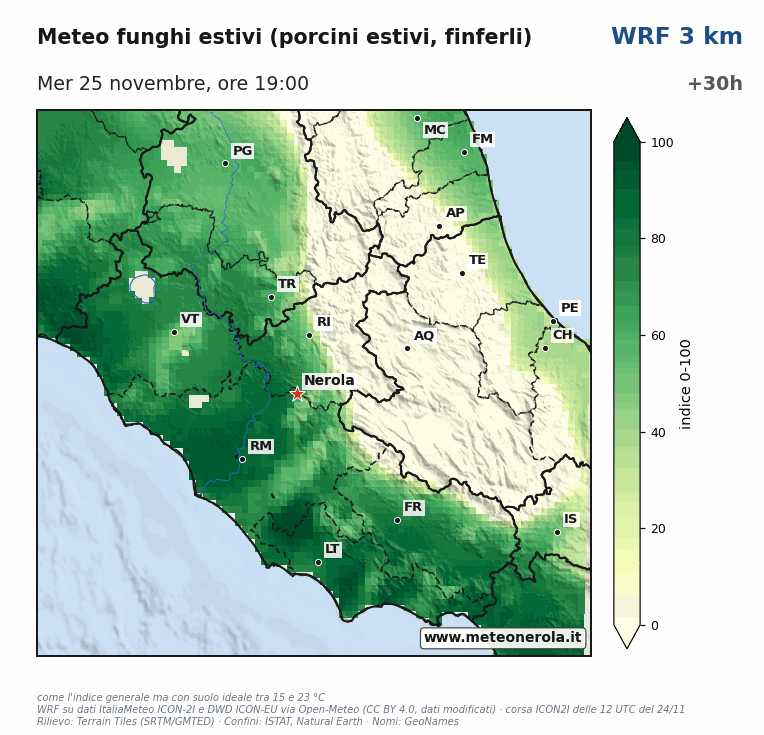 Meteo funghi estivi (porcini estivi, finferli)
WRF 3 km
Mer 25 novembre, ore 19:00
+30h
MC
FM
PG
AP
TE
TR
PE
VT
RI
AQ
CH
Nerola
RM
FR
IS
LT
www.meteonerola.it
100
80
60
40
20
0
indice 0-100
come l'indice generale ma con suolo ideale tra 15 e 23 °C
WRF su dati ItaliaMeteo ICON-2I e DWD ICON-EU via Open-Meteo (CC BY 4.0, dati modificati) · corsa ICON2I delle 12 UTC del 24/11
Rilievo: Terrain Tiles (SRTM/GMTED) · Confini: ISTAT, Natural Earth · Nomi: GeoNames